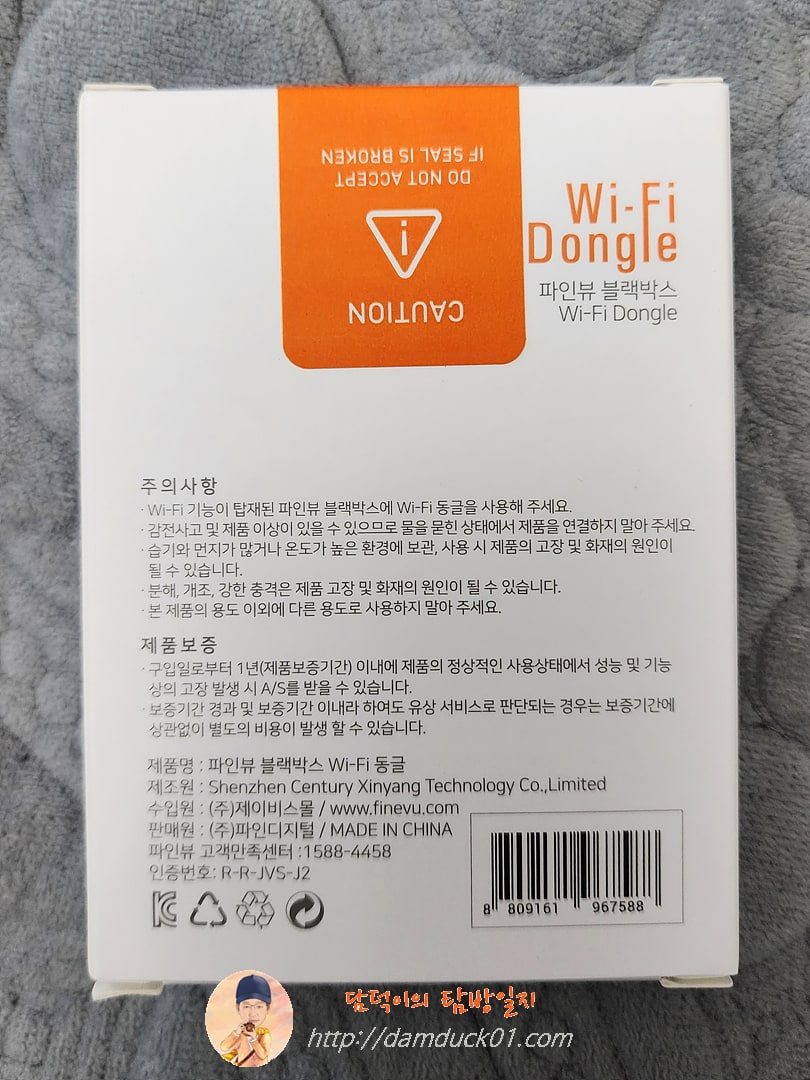 IF SEAL IS BROKEN
DO NOT ACCEPT
CAUTION
Wi-Fi
Dongle
파인뷰 블랙박스
Wi-Fi Dongle
주의사항
· Wi-Fi 기능이 탑재된 파인뷰 블랙박스에 Wi-Fi 동글을 사용해 주세요.
· 감전사고 및 제품 이상이 있을 수 있으므로 물을 묻힌 상태에서 제품을 연결하지 말아 주세요.
· 습기와 먼지가 많거나 온도가 높은 환경에 보관, 사용 시 제품의 고장 및 화재의 원인이
될 수 있습니다.
· 분해, 개조, 강한 충격은 제품 고장 및 화재의 원인이 될 수 있습니다.
· 본 제품의 용도 이외에 다른 용도로 사용하지 말아 주세요.
제품보증
· 구입일로부터 1년(제품보증기간) 이내에 제품의 정상적인 사용상태에서 성능 및 기능
상의 고장 발생 시 A/S를 받을 수 있습니다.
· 보증기간 경과 및 보증기간 이내라 하여도 유상 서비스로 판단되는 경우는 보증기간에
상관없이 별도의 비용이 발생 할 수 있습니다.
제품명 : 파인뷰 블랙박스 Wi-Fi 동글
제조원 : Shenzhen Century Xinyang Technology Co.,Limited
수입원 : (주)제이비스몰 / www.finevu.com
판매원 : (주)파인디지털 / MADE IN CHINA
파인뷰 고객만족센터 :1588-4458
인증번호: R-R-JVS-J2
8 809161 967588
담덕이의 탐방일지
http://damduck01.com